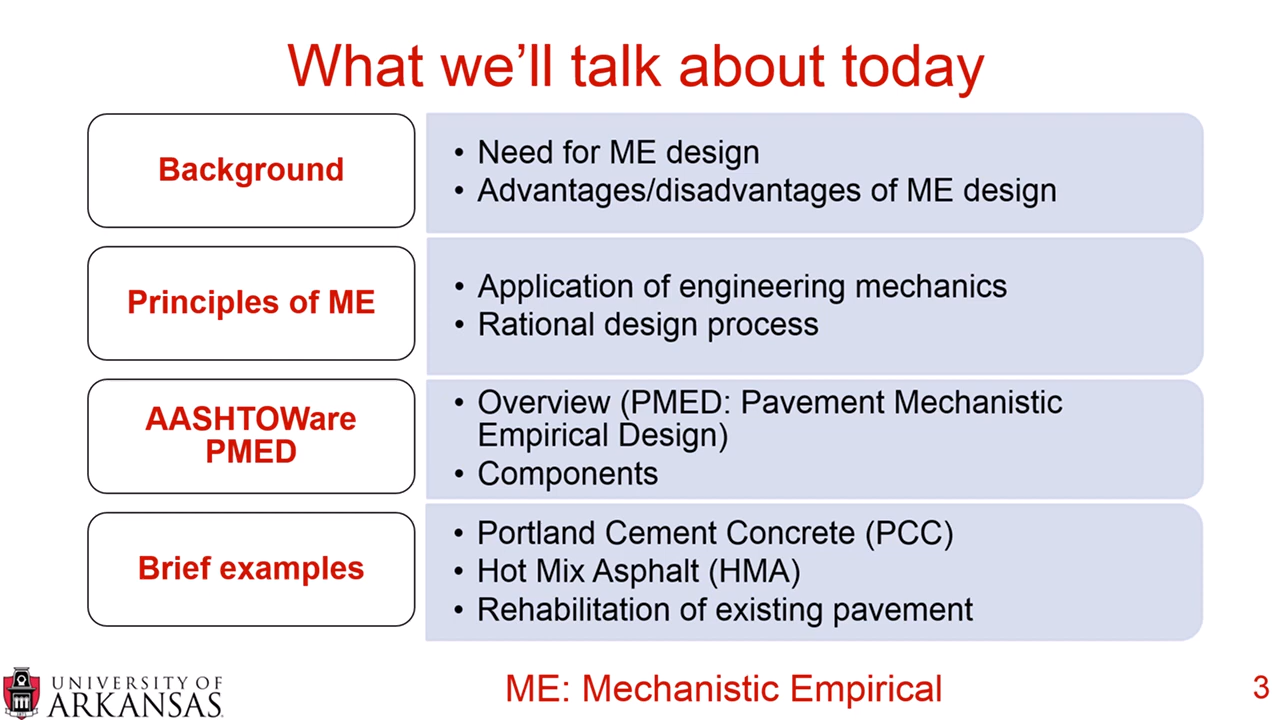 What we’ll talk about today
Background
• Need for ME design
• Advantages/disadvantages of ME design
Principles of ME
• Application of engineering mechanics
• Rational design process
AASHTOWare
PMED
• Overview (PMED: Pavement Mechanistic
Empirical Design)
• Components
Brief examples
• Portland Cement Concrete (PCC)
• Hot Mix Asphalt (HMA)
• Rehabilitation of existing pavement
UNIVERSITY OF
ARKANSAS
ME: Mechanistic Empirical
3